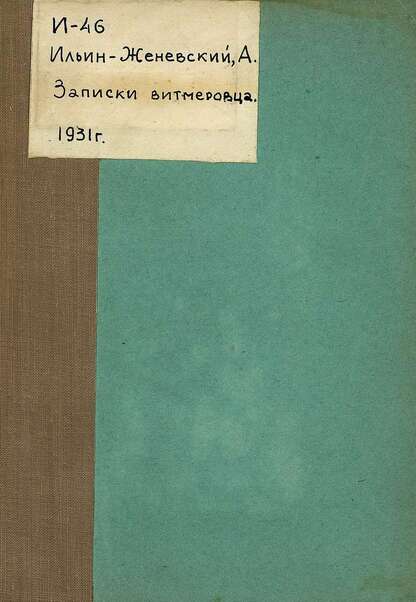 И-46
Ильин-Женевский, А.
Записки витмеровца.
1931г.